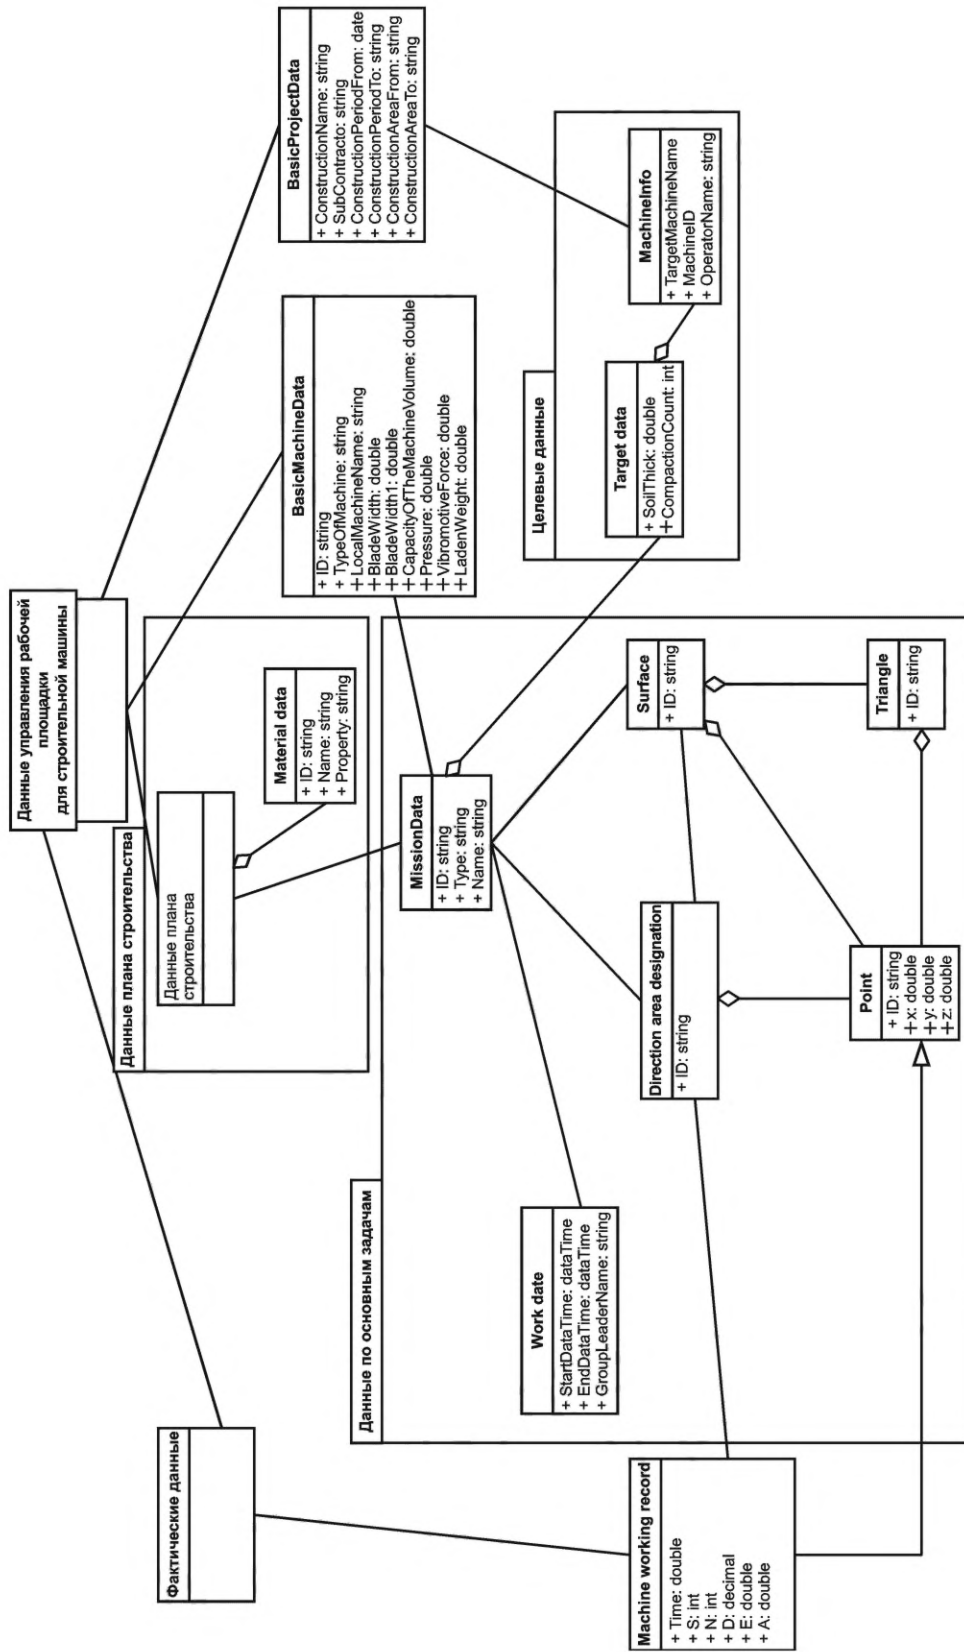 Данные управления рабочей
площадки
для строительной машины
Фактические данные
Данные плана строительства
Данные плана
строительства
Material data
+ ID: string
+ Name: string
+ Property: string
BasicMachineData
+ ID: string
+ TypeOfMachine: string
+LocalMachineName: string
+BladeWidth: double
+BladeWidth1: double
+CapacityOfTheMachineVolume: double
+Pressure: double
+VibromotiveForce: double
+LadenWeight: double
BasicProjectData
+ ConstructionName: string
+ SubContracto: string
+ ConstructionPeriodFrom: date
+ ConstructionPeriodTo: string
+ ConstructionAreaFrom: string
+ ConstructionAreaTo: string
Данные по основным задачам
MissionData
+ ID: string
+ Type: string
+ Name: string
Целевые данные
Target data
+ SoilThick: double
+CompactionCount: int
MachineInfo
+ TargetMachineName
+ MachineID
+ OperatorName: string
Work date
+ StartDataTime: dataTime
+ EndDataTime: dataTime
+ GroupLeaderName: string
Direction area designation
+ ID: string
Surface
+ ID: string
Machine working record
+ Time: double
+ S: int
+ N: int
+ D: decimal
+ E: double
+ A: double
Point
+ ID: string
+x: double
+y: double
+z: double
Triangle
+ ID: string